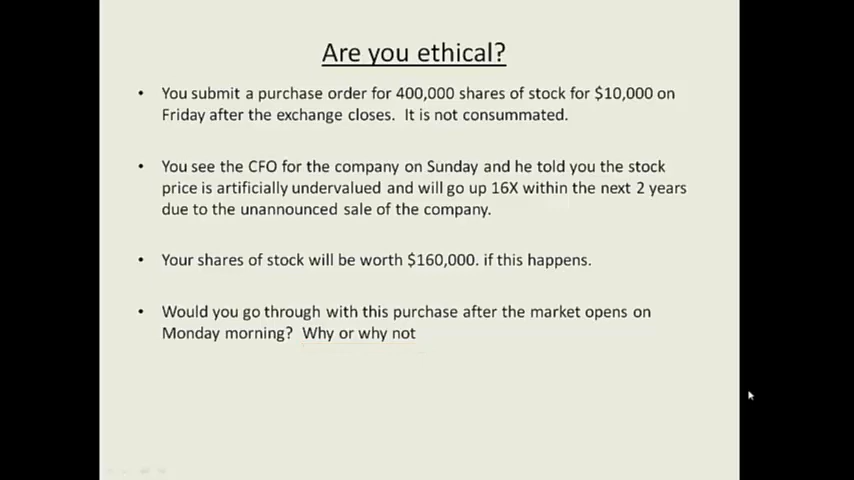 Are you ethical?
• You submit a purchase order for 400,000 shares of stock for $10,000 on
Friday after the exchange closes. It is not consummated.
• You see the CFO for the company on Sunday and he told you the stock
price is artificially undervalued and will go up 16X within the next 2 years
due to the unannounced sale of the company.
• Your shares of stock will be worth $160,000. if this happens.
• Would you go through with this purchase after the market opens on
Monday morning? Why or why not